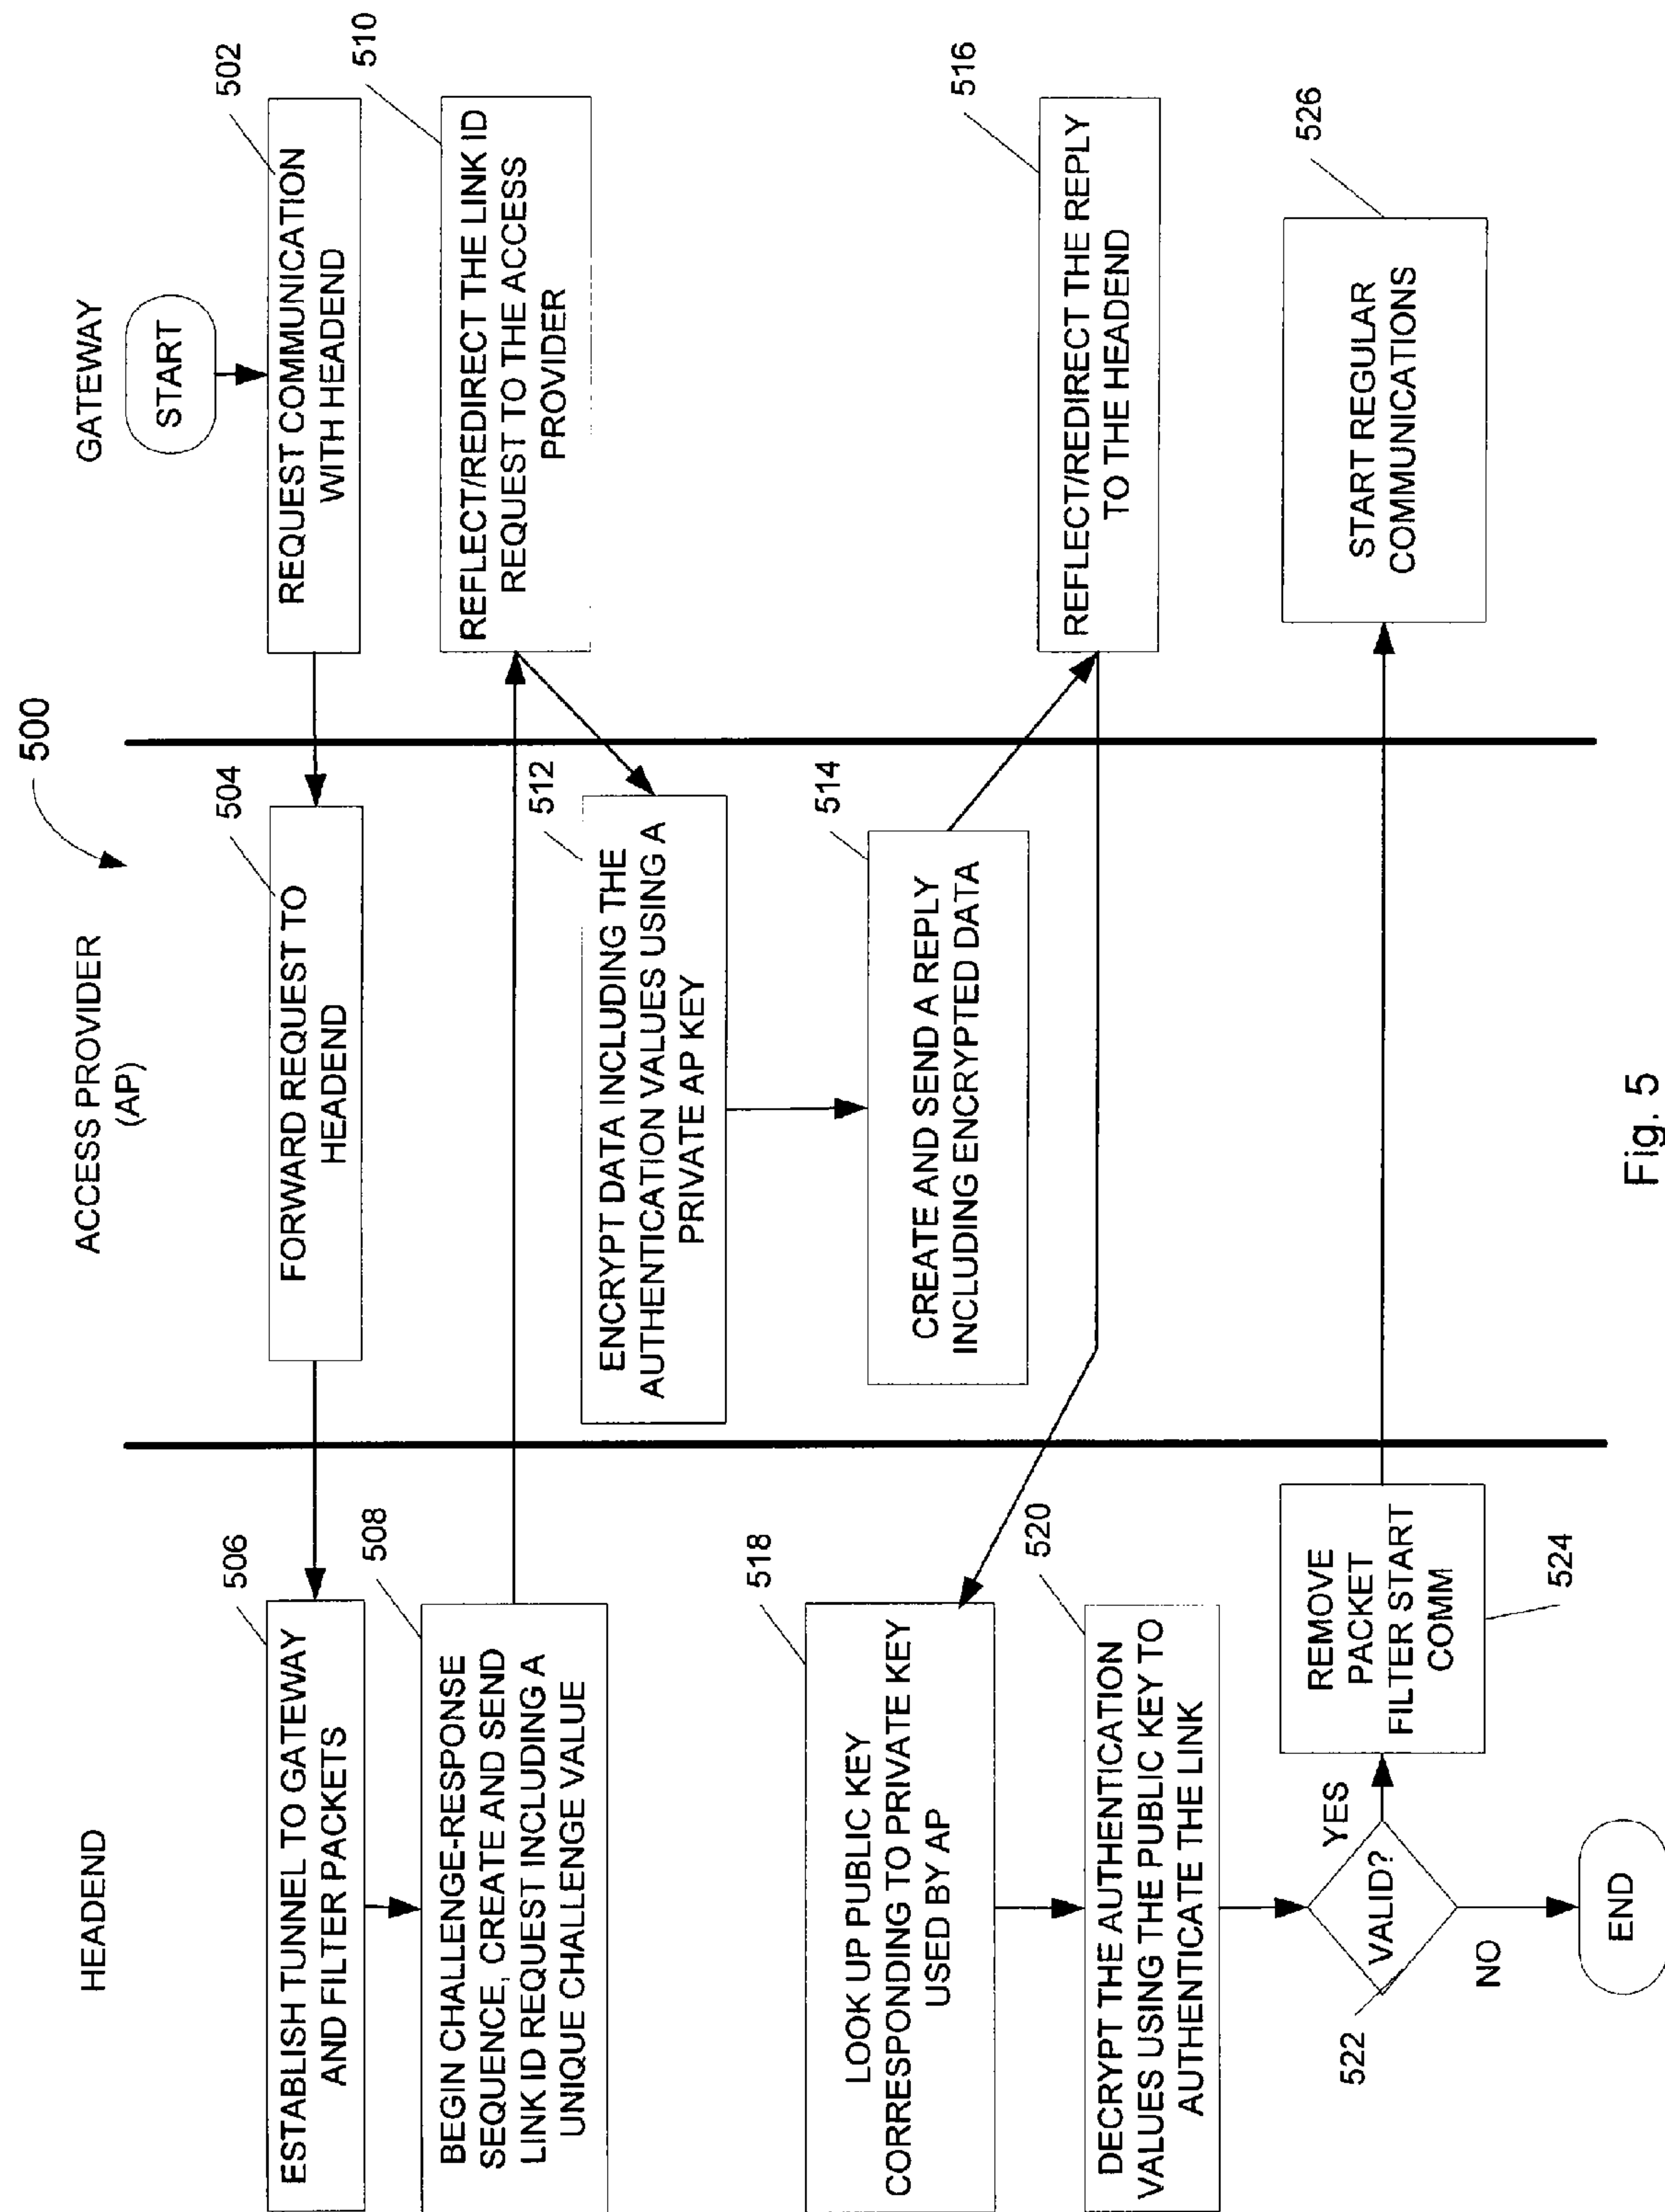 500
HEADEND
ACCESS PROVIDER
(AP)
GATEWAY
START
502
REQUEST COMMUNICATION
WITH HEADEND
504
FORWARD REQUEST TO
HEADEND
506
ESTABLISH TUNNEL TO GATEWAY
AND FILTER PACKETS
508
BEGIN CHALLENGE-RESPONSE
SEQUENCE, CREATE AND SEND
LINK ID REQUEST INCLUDING A
UNIQUE CHALLENGE VALUE
510
REFLECT/REDIRECT THE LINK ID
REQUEST TO THE ACCESS
PROVIDER
512
ENCRYPT DATA INCLUDING THE
AUTHENTICATION VALUES USING A
PRIVATE AP KEY
514
CREATE AND SEND A REPLY
INCLUDING ENCRYPTED DATA
516
REFLECT/REDIRECT THE REPLY
TO THE HEADEND
518
LOOK UP PUBLIC KEY
CORRESPONDING TO PRIVATE KEY
USED BY AP
520
DECRYPT THE AUTHENTICATION
VALUES USING THE PUBLIC KEY TO
AUTHENTICATE THE LINK
522
VALID?
YES
NO
REMOVE
PACKET
FILTER START
COMM
524
526
START REGULAR
COMMUNICATIONS
END
Fig. 5